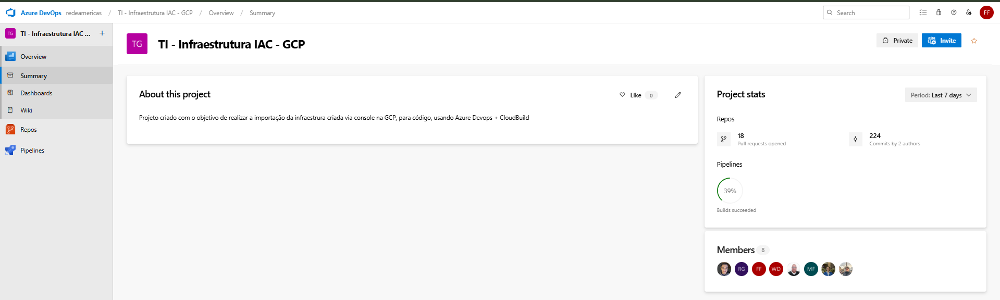 Azure DevOps redeamericas / TI - Infraestrutura IAC - GCP / Overview / Summary
Search
FF
TG TI - Infraestrutura IAC ... +
Overview
Summary
Dashboards
Wiki
Repos
Pipelines
TG TI - Infraestrutura IAC - GCP
Private
Invite
About this project
Like 0
Projeto criado com o objetivo de realizar a importação da infraestrura criada via console na GCP, para código, usando Azure Devops + CloudBuild
Project stats
Period: Last 7 days
Repos
18
Pull requests opened
224
Commits by 2 authors
Pipelines
39%
Builds succeeded
Members 8
RG FF WD MF